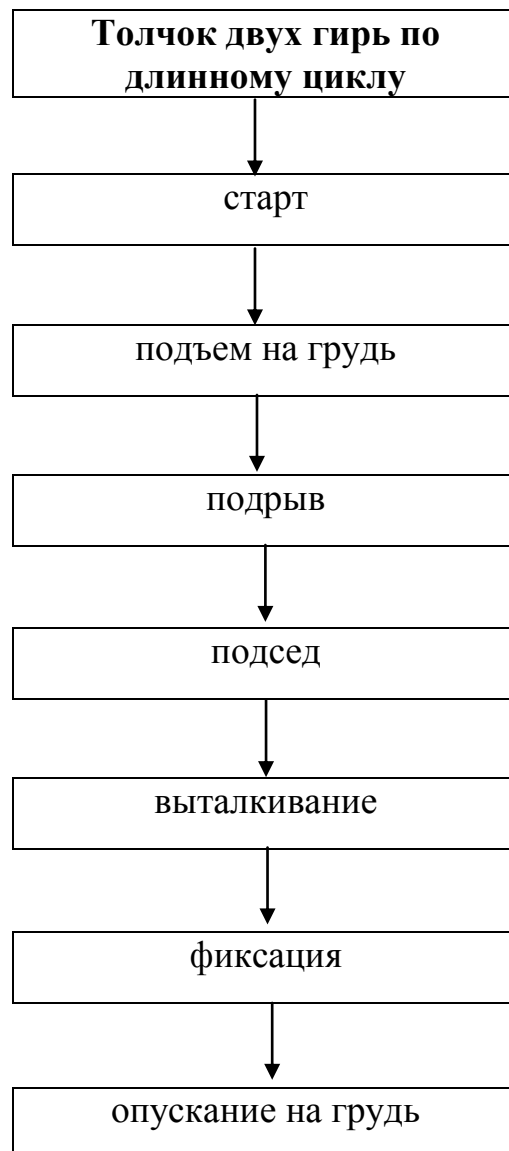 Толчок двух гирь по
длинному циклу
старт
подъем на грудь
подрыв
подсед
выталкивание
фиксация
опускание на грудь